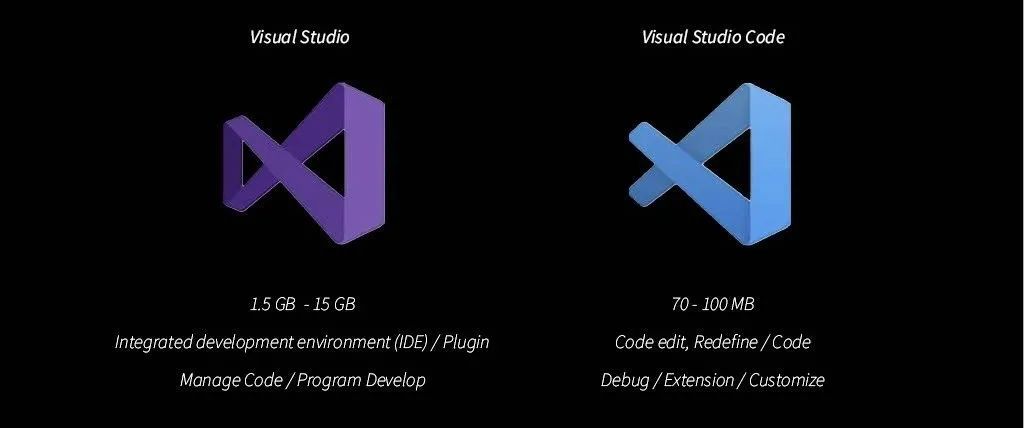 Visual Studio
1.5 GB - 15 GB
Integrated development environment (IDE) / Plugin
Manage Code / Program Develop
Visual Studio Code
70 - 100 MB
Code edit, Redefine / Code
Debug / Extension / Customize